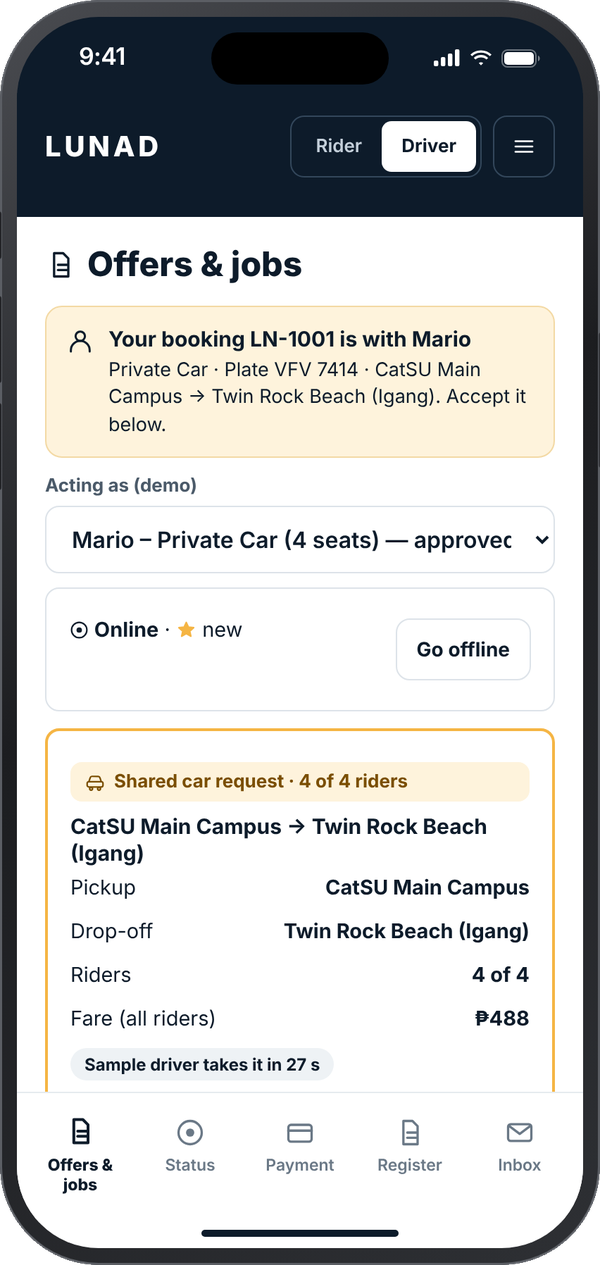 9:41
LUNAD
Rider
Driver
Offers & jobs
Your booking LN-1001 is with Mario
Private Car · Plate VFV 7414 · CatSU Main
Campus → Twin Rock Beach (Igang). Accept it
below.
Acting as (demo)
Mario – Private Car (4 seats) — approved
Online · ★ new
Go offline
Shared car request · 4 of 4 riders
CatSU Main Campus → Twin Rock Beach
(Igang)
Pickup
CatSU Main Campus
Drop-off
Twin Rock Beach (Igang)
Riders
4 of 4
Fare (all riders)
₱488
Sample driver takes it in 27 s
Offers &
jobs
Status
Payment
Register
Inbox